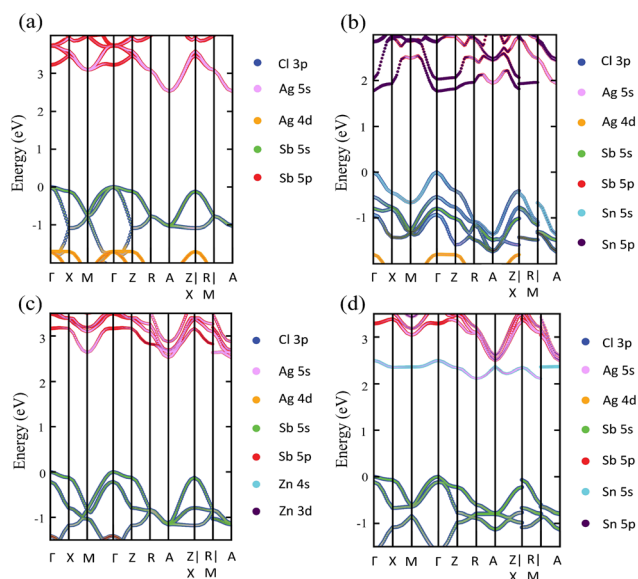 (a)
Energy (eV)
3
2
1
0
-1
Γ X M Γ Z R A Z| R| A
X M
Cl 3p
Ag 5s
Ag 4d
Sb 5s
Sb 5p
(b)
Energy (eV)
2
1
0
-1
Γ X M Γ Z R A Z| R| A
X M
Cl 3p
Ag 5s
Ag 4d
Sb 5s
Sb 5p
Sn 5s
Sn 5p
(c)
Energy (eV)
3
2
1
0
-1
Γ X M Γ Z R A Z| R| A
X M
Cl 3p
Ag 5s
Ag 4d
Sb 5s
Sb 5p
Zn 4s
Zn 3d
(d)
Energy (eV)
3
2
1
0
-1
Γ X M Γ Z R A Z| R| A
X M
Cl 3p
Ag 5s
Ag 4d
Sb 5s
Sb 5p
Sn 5s
Sn 5p